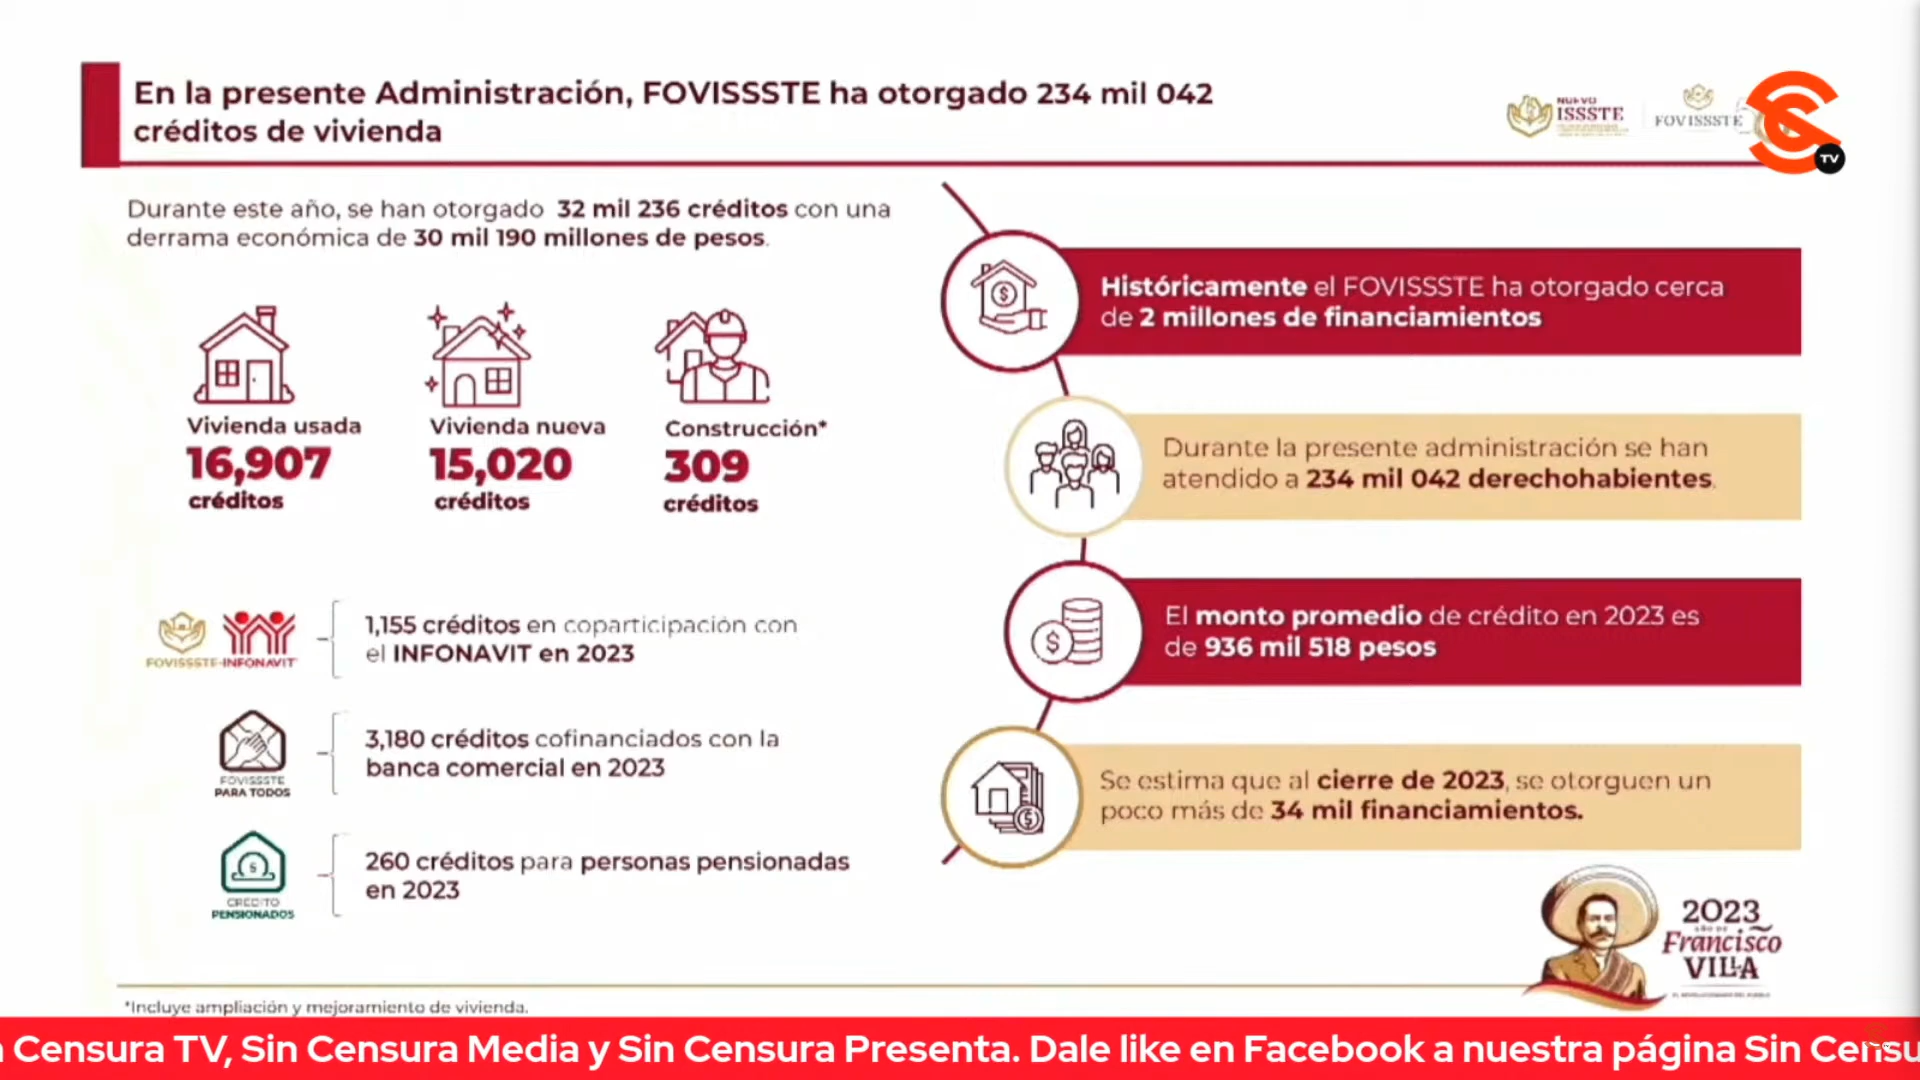 En la presente Administración, FOVISSSTE ha otorgado 234 mil 042
créditos de vivienda
NUEVO
ISSSTE
FOVISSSTE
TV
Durante este año, se han otorgado 32 mil 236 créditos con una
derrama económica de 30 mil 190 millones de pesos.
Vivienda usada
16,907
créditos
Vivienda nueva
15,020
créditos
Construcción*
309
créditos
FOVISSSTE-INFONAVIT
1,155 créditos en coparticipación con
el INFONAVIT en 2023
FOVISSSTE
PARA TODOS
3,180 créditos cofinanciados con la
banca comercial en 2023
CRÉDITO
PENSIONADOS
260 créditos para personas pensionadas
en 2023
Históricamente el FOVISSSTE ha otorgado cerca
de 2 millones de financiamientos
Durante la presente administración se han
atendido a 234 mil 042 derechohabientes.
El monto promedio de crédito en 2023 es
de 936 mil 518 pesos
Se estima que al cierre de 2023, se otorguen un
poco más de 34 mil financiamientos.
2023
AÑO DE
Francisco
VILLA
EL REVOLUCIONARIO DEL PUEBLO
*Incluye ampliación y mejoramiento de vivienda.
Censura TV, Sin Censura Media y Sin Censura Presenta. Dale like en Facebook a nuestra página Sin Censu